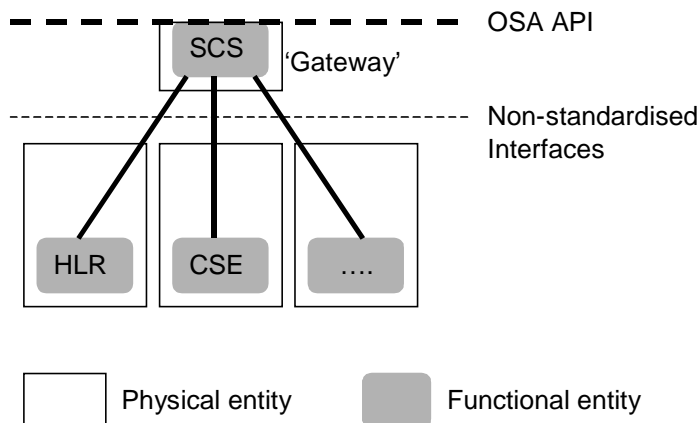 OSA API
SCS
‘Gateway’
Non-standardised
Interfaces
HLR
CSE
….
Physical entity
Functional entity